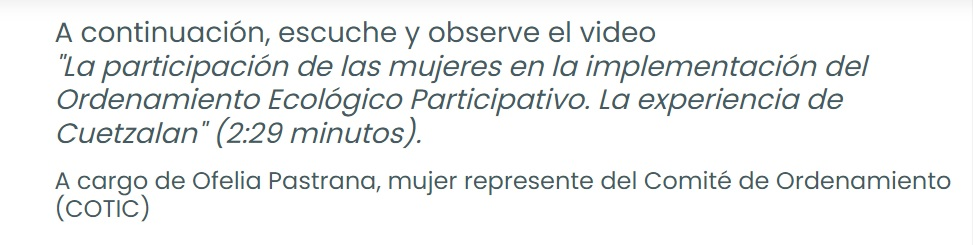 A continuación, escuche y observe el video
"La participación de las mujeres en la implementación del
Ordenamiento Ecológico Participativo. La experiencia de
Cuetzalan" (2:29 minutos).
A cargo de Ofelia Pastrana, mujer represente del Comité de Ordenamiento
(COTIC)